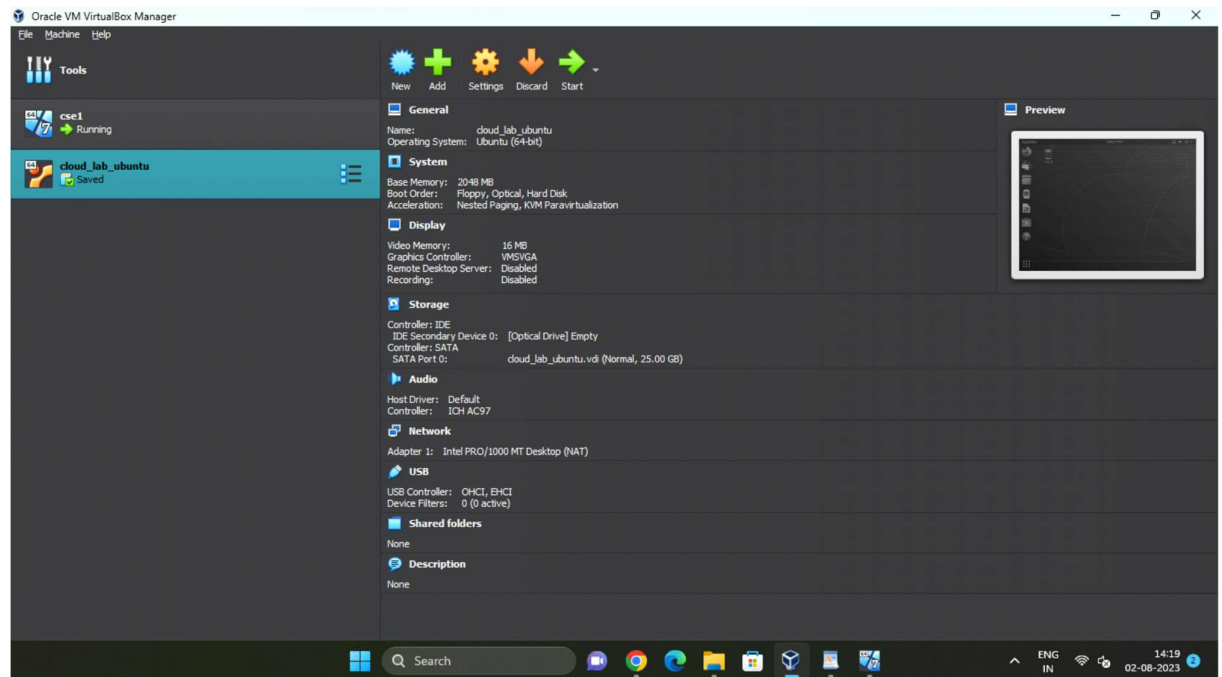 Oracle VM VirtualBox Manager
File Machine Help
Tools
New Add Settings Discard Start
64
7
cse1
Running
64
cloud_lab_ubuntu
Saved
General
Name: cloud_lab_ubuntu
Operating System: Ubuntu (64-bit)
System
Base Memory: 2048 MB
Boot Order: Floppy, Optical, Hard Disk
Acceleration: Nested Paging, KVM Paravirtualization
Display
Video Memory: 16 MB
Graphics Controller: VMSVGA
Remote Desktop Server: Disabled
Recording: Disabled
Storage
Controller: IDE
IDE Secondary Device 0: [Optical Drive] Empty
Controller: SATA
SATA Port 0: cloud_lab_ubuntu.vdi (Normal, 25.00 GB)
Audio
Host Driver: Default
Controller: ICH AC97
Network
Adapter 1: Intel PRO/1000 MT Desktop (NAT)
USB
USB Controller: OHCI, EHCI
Device Filters: 0 (0 active)
Shared folders
None
Description
None
Preview
Search
ENG
IN
14:19
02-08-2023
2